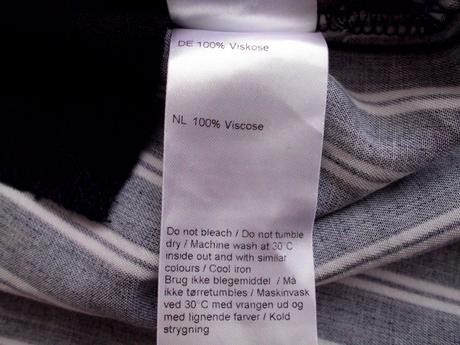 DE 100% Viskose
NL 100% Viscose
Do not bleach / Do not tumble
dry / Machine wash at 30°C
inside out and with similar
colours / Cool iron
Brug ikke blegemiddel / Må
ikke tørretumbles / Maskinvask
ved 30°C med vrangen ud og
med lignende farver / Kold
strygning